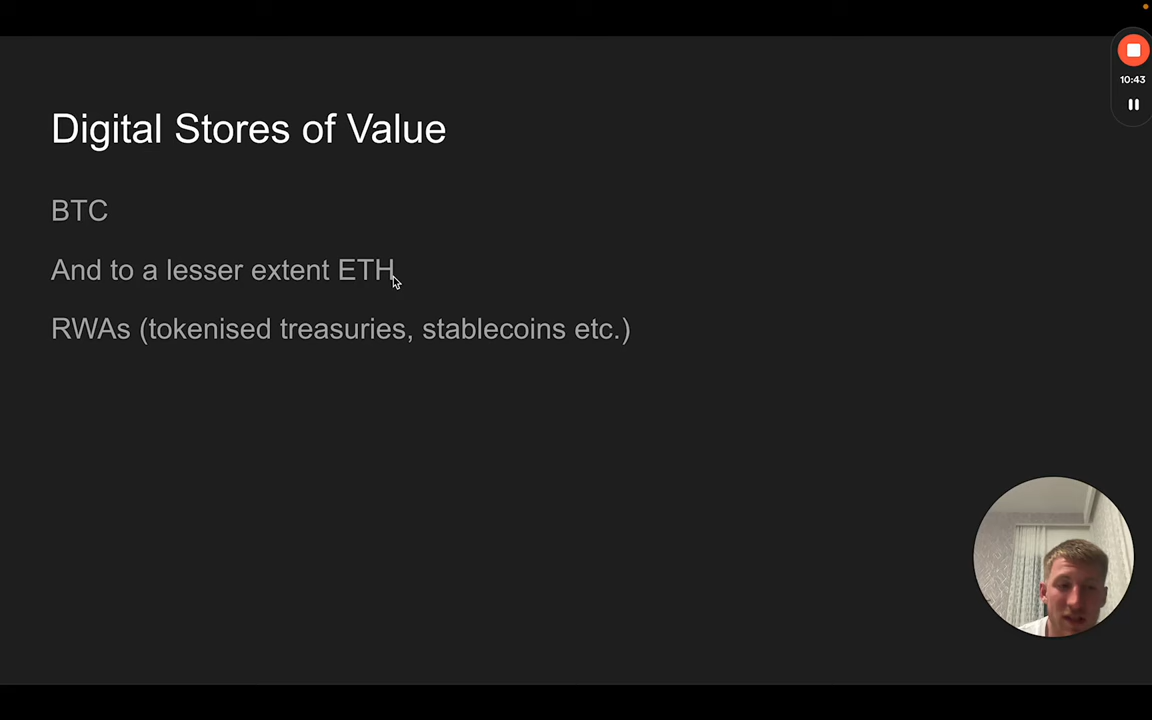 Digital Stores of Value
BTC
And to a lesser extent ETH
RWAs (tokenised treasuries, stablecoins etc.)
10:43